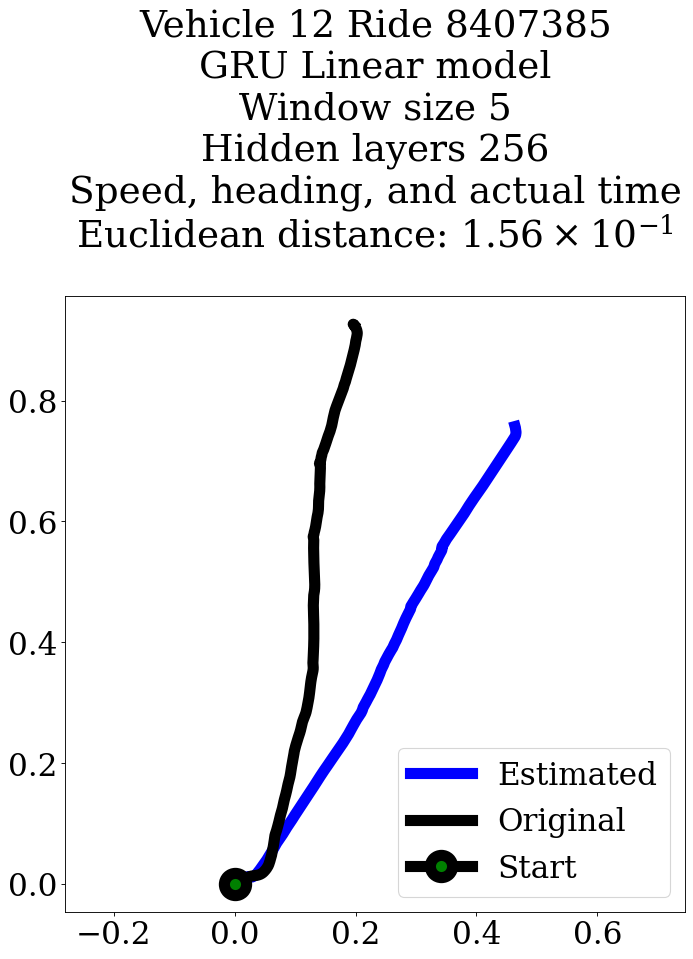 Vehicle 12 Ride 8407385
GRU Linear model
Window size 5
Hidden layers 256
Speed, heading, and actual time
Euclidean distance: $1.56 \times 10^{-1}$
0.8
0.6
0.4
0.2
0.0
Estimated
Original
Start
−0.2 0.0 0.2 0.4 0.6